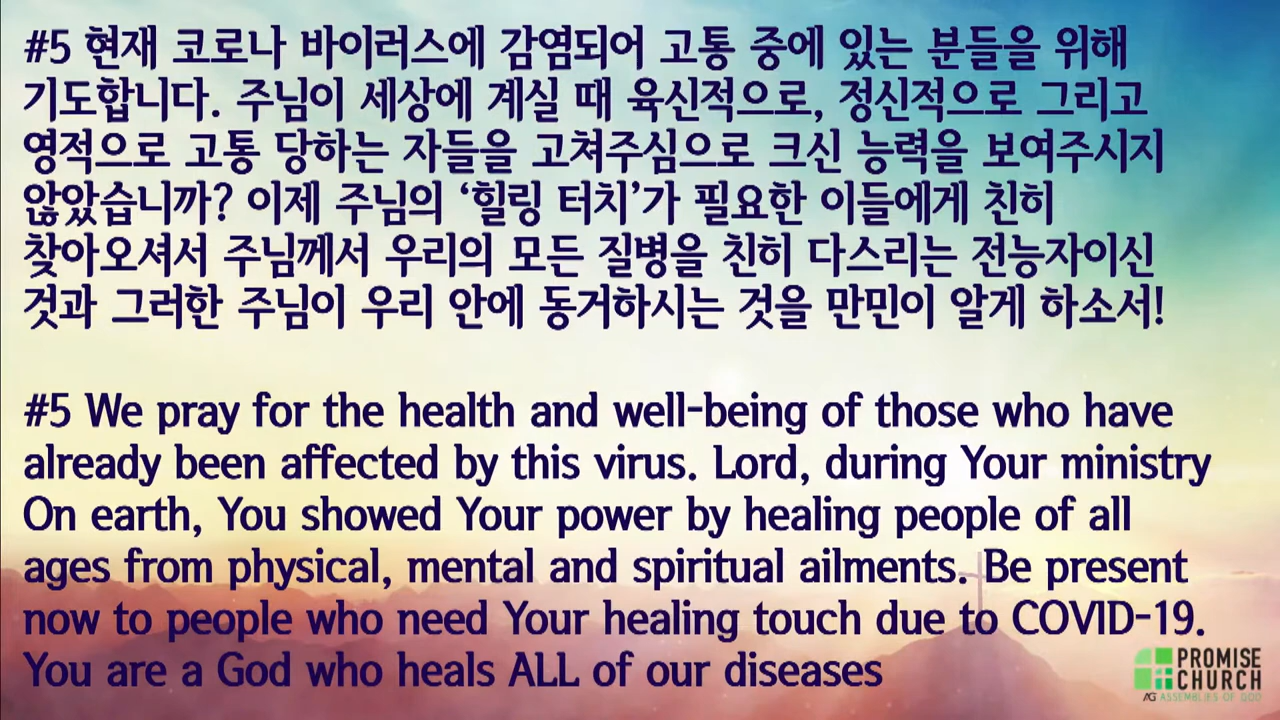 #5 현재 코로나 바이러스에 감염되어 고통 중에 있는 분들을 위해
기도합니다. 주님이 세상에 계실 때 육신적으로, 정신적으로 그리고
영적으로 고통 당하는 자들을 고쳐주심으로 크신 능력을 보여주시지
않았습니까? 이제 주님의 ‘힐링 터치’가 필요한 이들에게 친히
찾아오셔서 주님께서 우리의 모든 질병을 친히 다스리는 전능자이신
것과 그러한 주님이 우리 안에 동거하시는 것을 만민이 알게 하소서!
#5 We pray for the health and well-being of those who have
already been affected by this virus. Lord, during Your ministry
On earth, You showed Your power by healing people of all
ages from physical, mental and spiritual ailments. Be present
now to people who need Your healing touch due to COVID-19.
You are a God who heals ALL of our diseases
PROMISE
CHURCH
AG ASSEMBLIES OF GOD